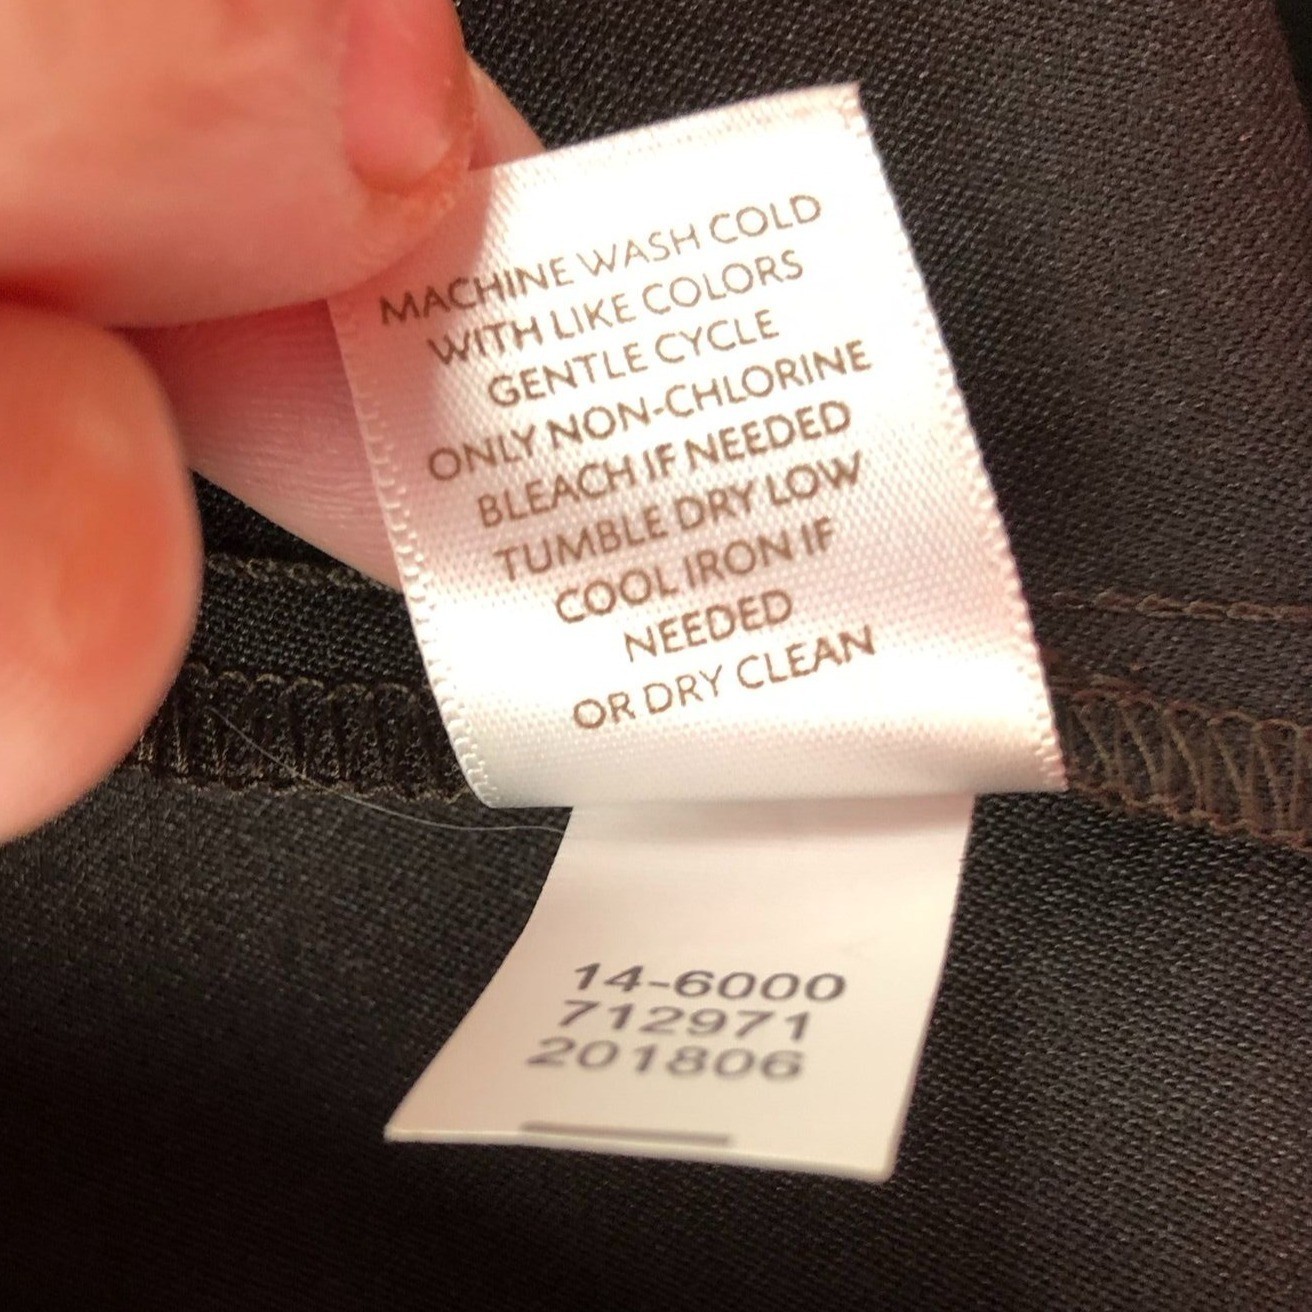 MACHINE WASH COLD
WITH LIKE COLORS
GENTLE CYCLE
ONLY NON-CHLORINE
BLEACH IF NEEDED
TUMBLE DRY LOW
COOL IRON IF
NEEDED
OR DRY CLEAN
14-6000
712971
201806